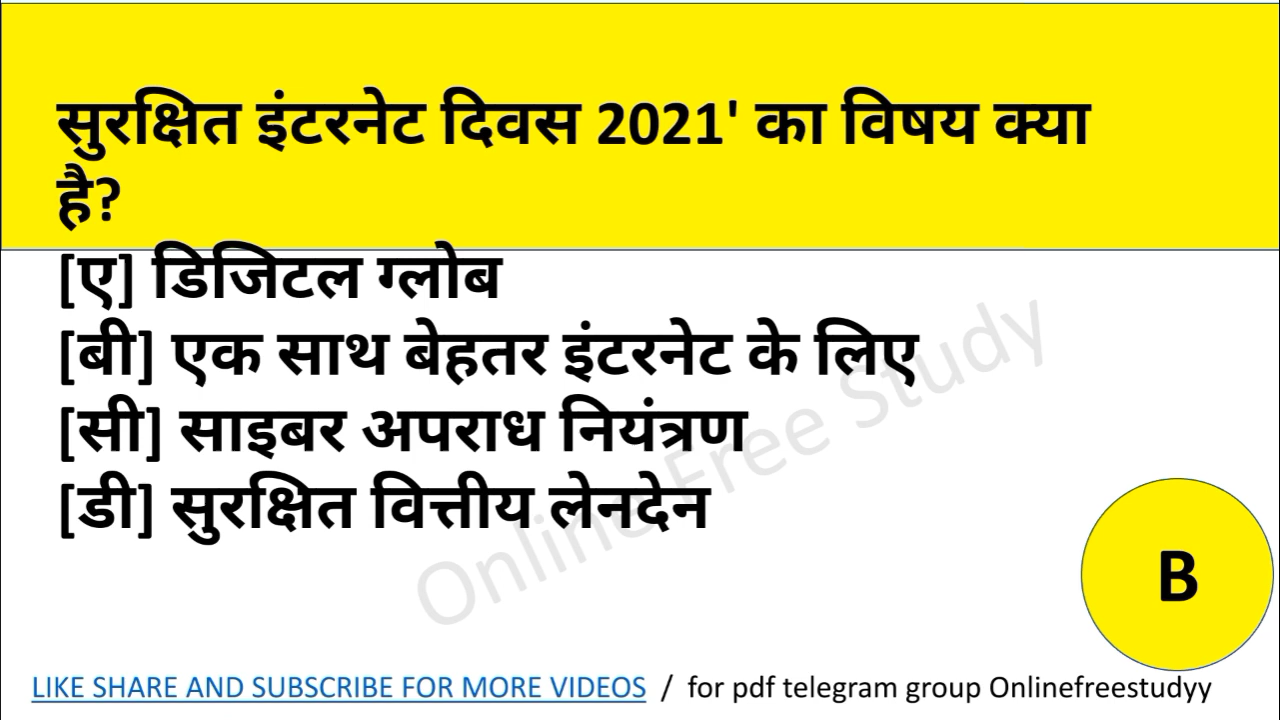 सुरक्षित इंटरनेट दिवस 2021' का विषय क्या
है?
[ए] डिजिटल ग्लोब
[बी] एक साथ बेहतर इंटरनेट के लिए
[सी] साइबर अपराध नियंत्रण
[डी] सुरक्षित वित्तीय लेनदेन
Online Free Study
B
LIKE SHARE AND SUBSCRIBE FOR MORE VIDEOS / for pdf telegram group Onlinefreestudyy